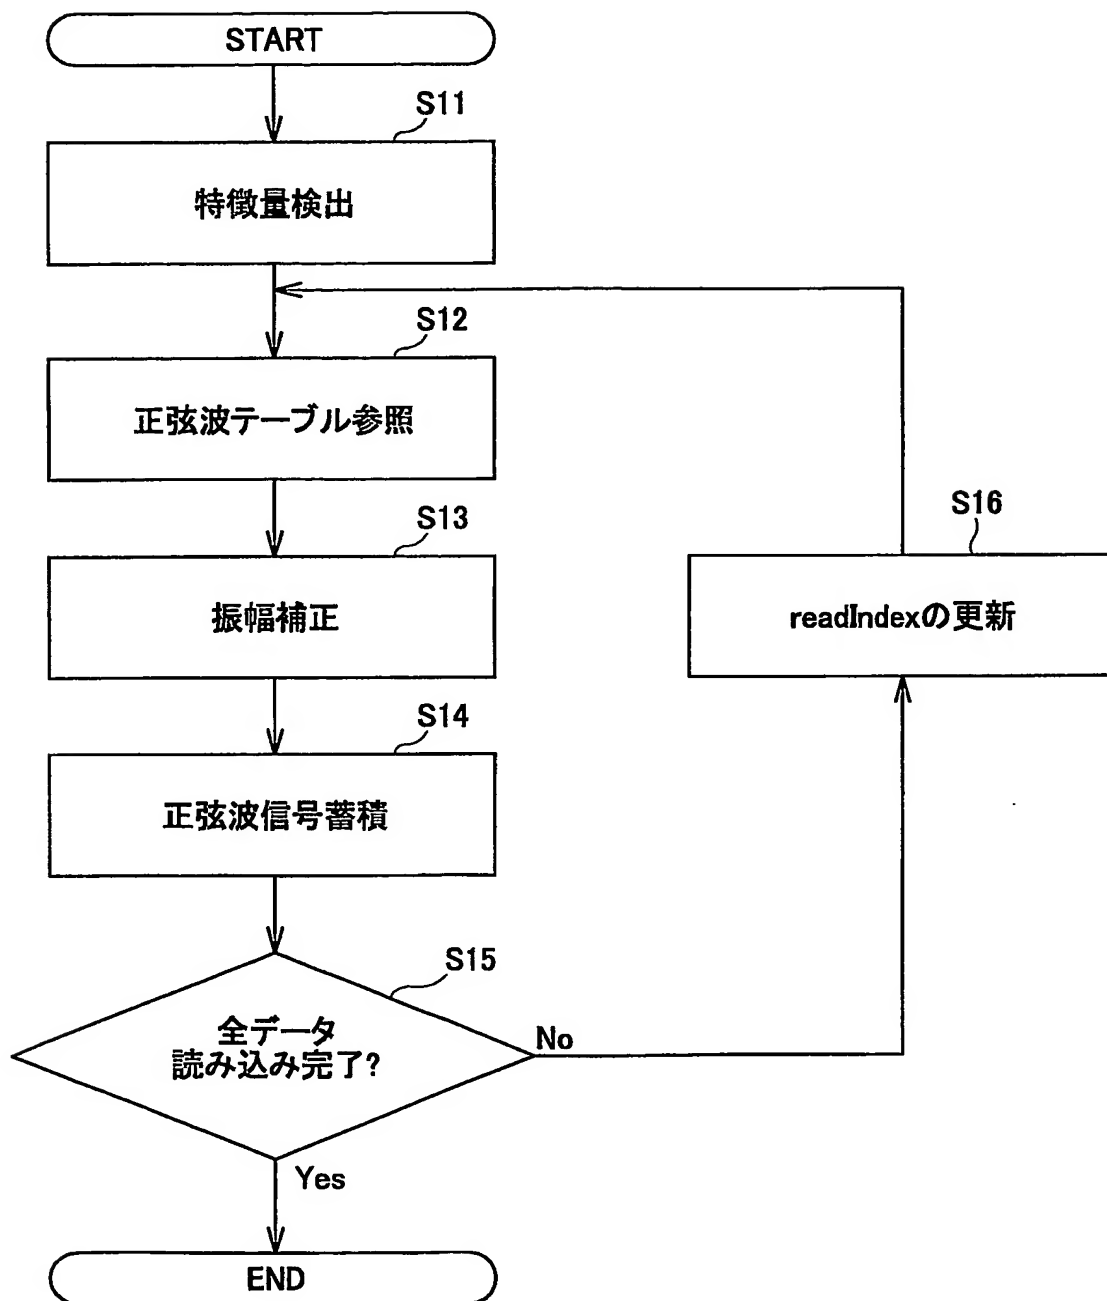 START
S11
特徴量検出
S12
正弦波テーブル参照
S13
振幅補正
S16
readIndexの更新
S14
正弦波信号蓄積
S15
全データ
読み込み完了?
No
Yes
END